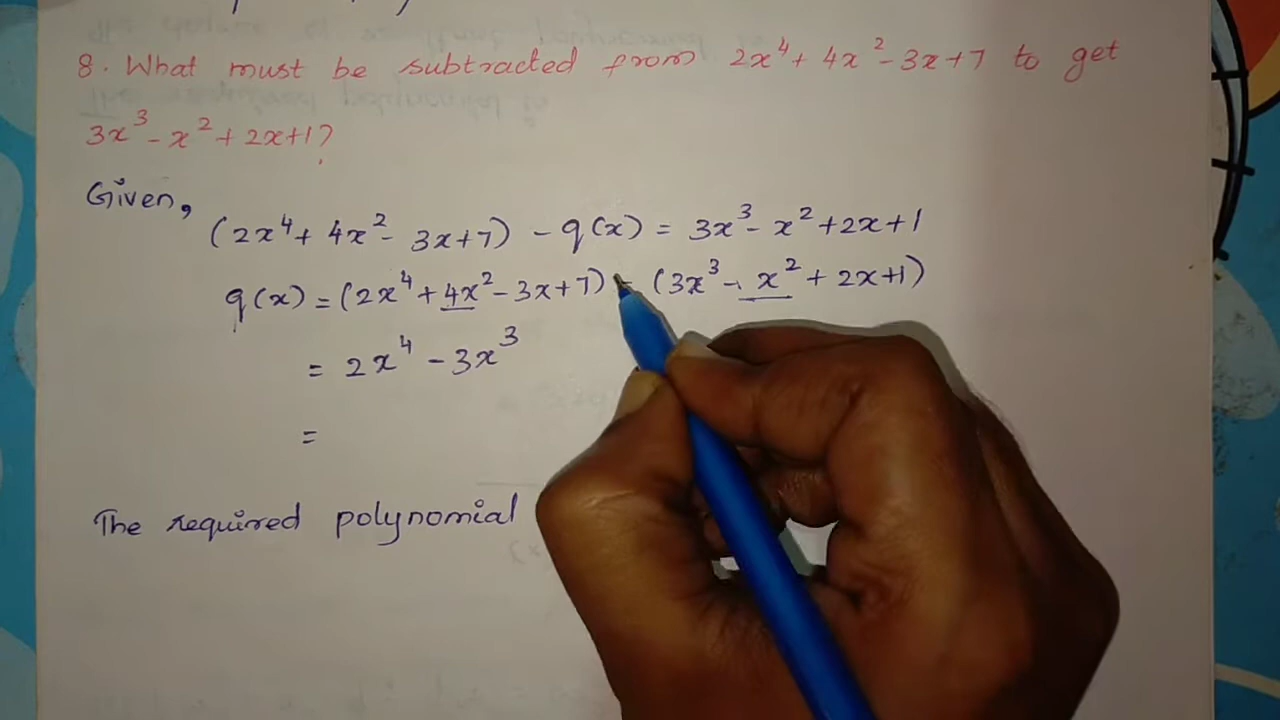 8. What must be subtracted from 2x⁴ + 4x² - 3x + 7 to get
3x³ - x² + 2x + 1?
Given,
(2x⁴ + 4x² - 3x + 7) - q(x) = 3x³ - x² + 2x + 1
q(x) = (2x⁴ + 4x² - 3x + 7) - (3x³ - x² + 2x + 1)
= 2x⁴ - 3x³
=
The required polynomial